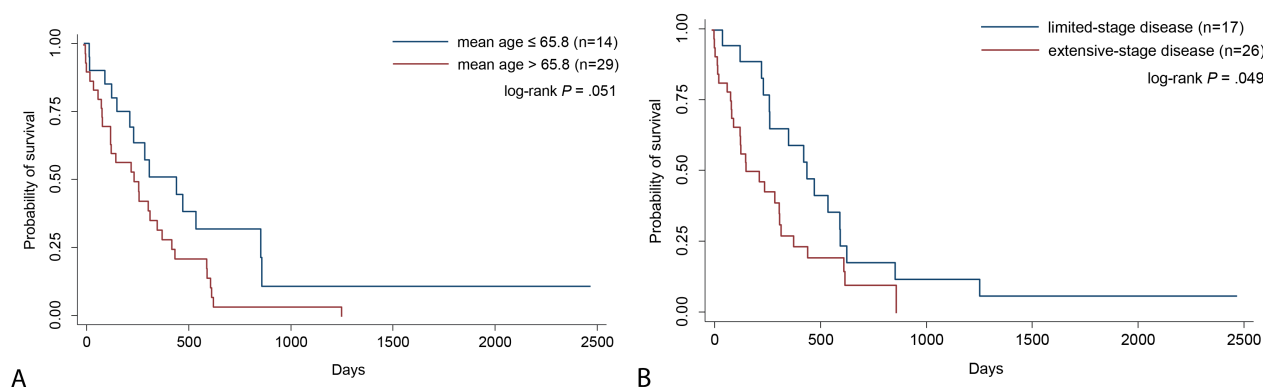 mean age ≤ 65.8 (n=14)
mean age > 65.8 (n=29)
log-rank P = .051
Probability of survival
1.00
0.75
0.50
0.25
0.00
0 500 1000 1500 2000 2500
Days
A
limited-stage disease (n=17)
extensive-stage disease (n=26)
log-rank P = .049
Probability of survival
1.00
0.75
0.50
0.25
0.00
0 500 1000 1500 2000 2500
Days
B